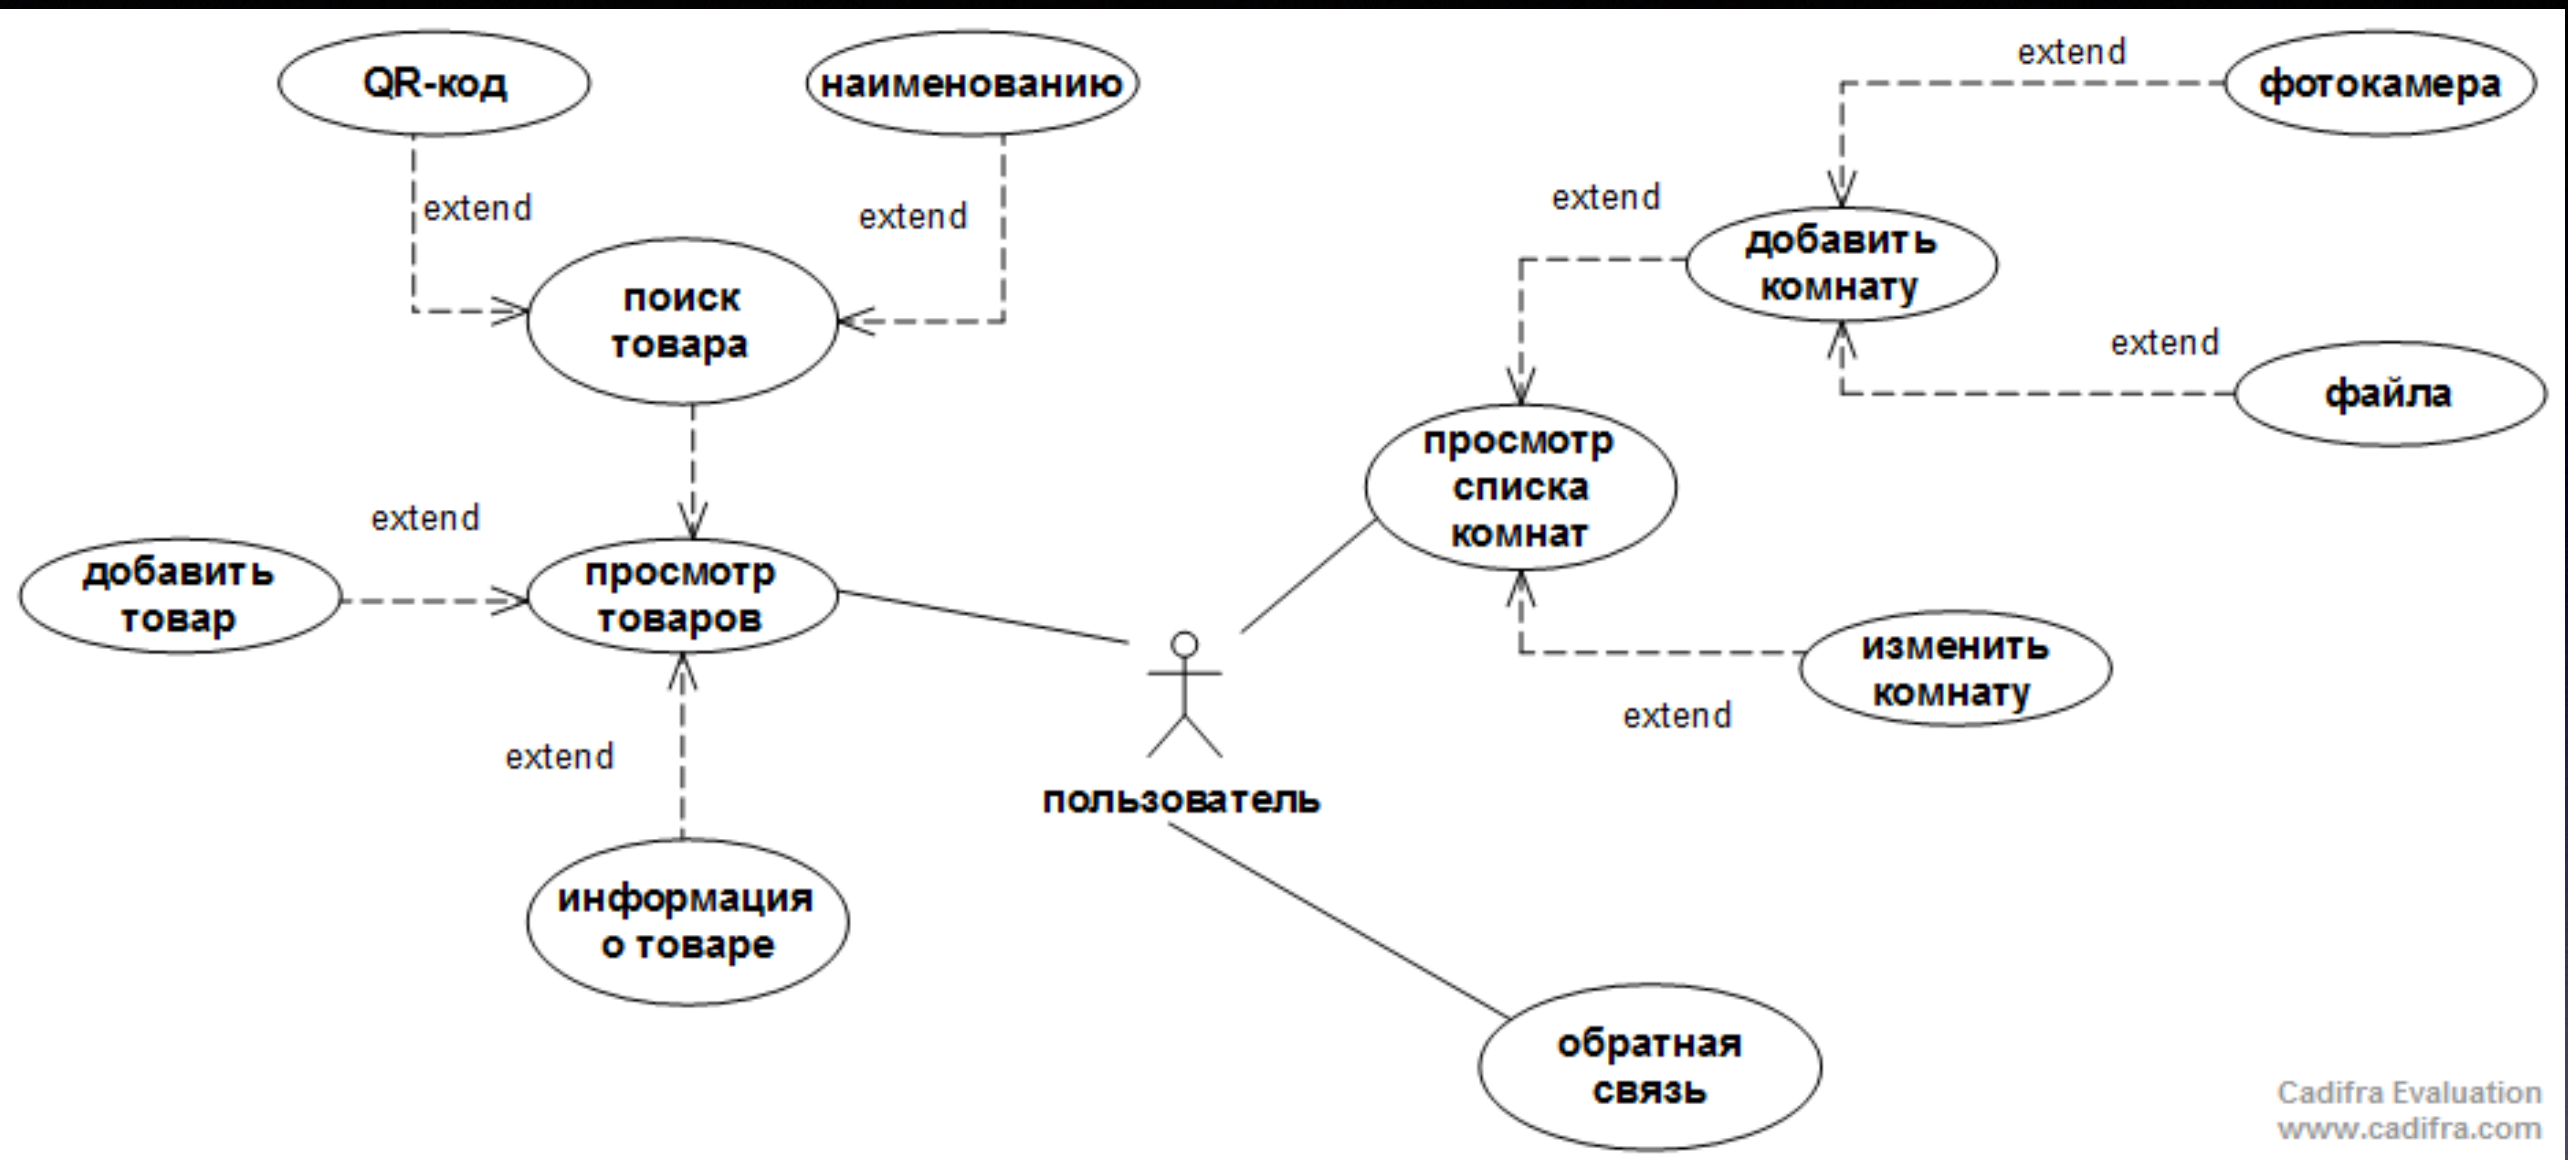 QR-код
наименованию
extend
фотокамера
extend
extend
extend
добавить
комнату
поиск
товара
extend
файла
просмотр
списка
комнат
extend
добавить
товар
просмотр
товаров
изменить
комнату
extend
extend
пользователь
информация
о товаре
обратная
связь
Cadifra Evaluation
www.cadifra.com